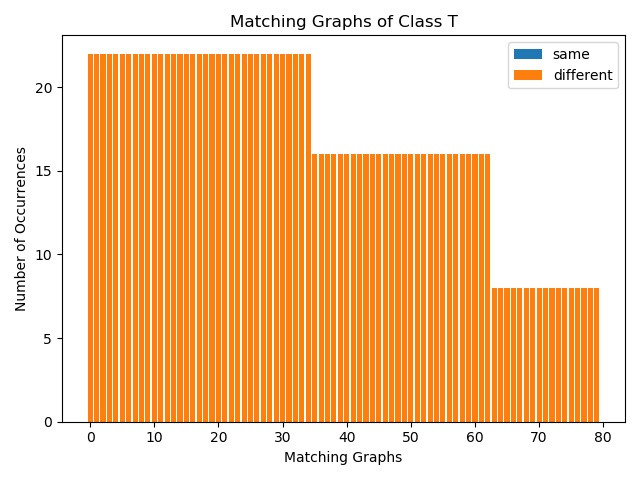 Matching Graphs of Class T
same
different
Number of Occurrences
20
15
10
5
0
0 10 20 30 40 50 60 70 80
Matching Graphs